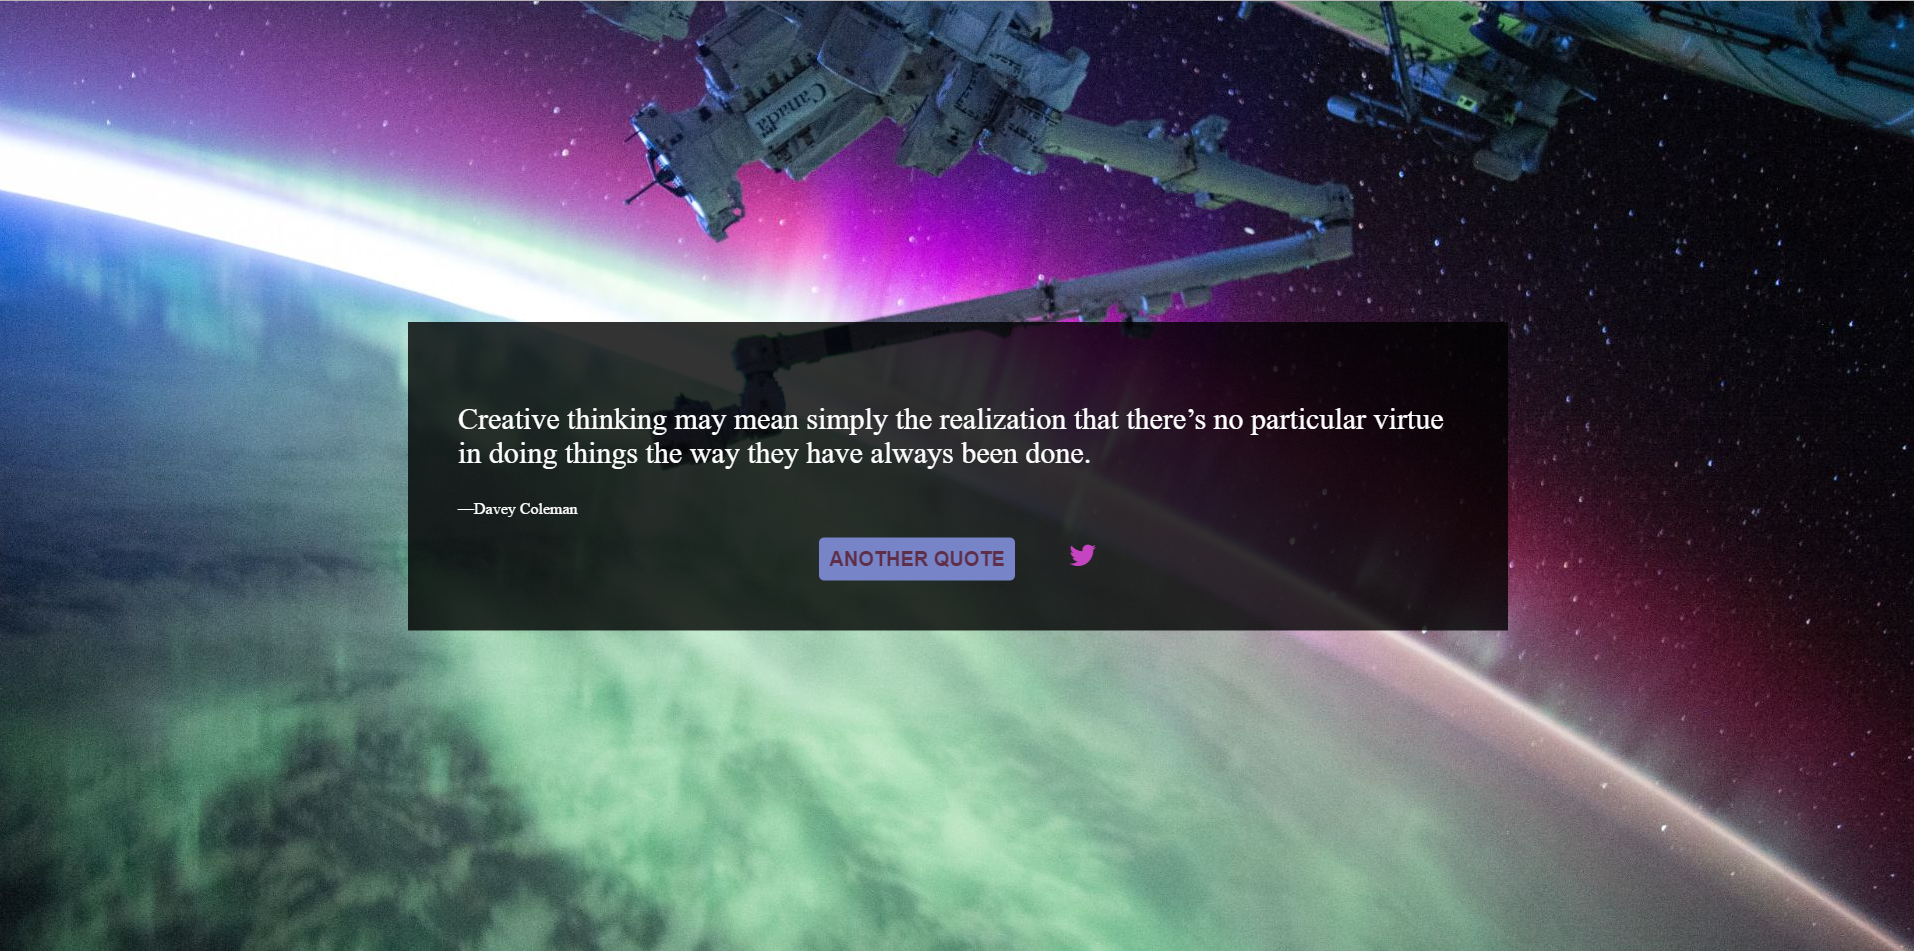 Canada
Creative thinking may mean simply the realization that there’s no particular virtue
in doing things the way they have always been done.
—Davey Coleman
ANOTHER QUOTE